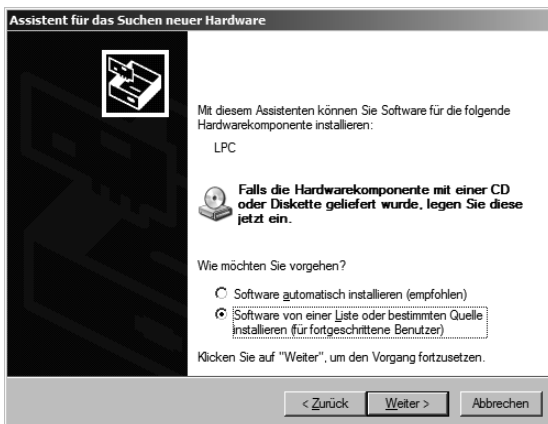 Assistent für das Suchen neuer Hardware
Mit diesem Assistenten können Sie Software für die folgende
Hardwarekomponente installieren:
LPC
Falls die Hardwarekomponente mit einer CD
oder Diskette geliefert wurde, legen Sie diese
jetzt ein.
Wie möchten Sie vorgehen?
Software automatisch installieren (empfohlen)
Software von einer Liste oder bestimmten Quelle
installieren (für fortgeschrittene Benutzer)
Klicken Sie auf "Weiter", um den Vorgang fortzusetzen.
< Zurück Weiter > Abbrechen